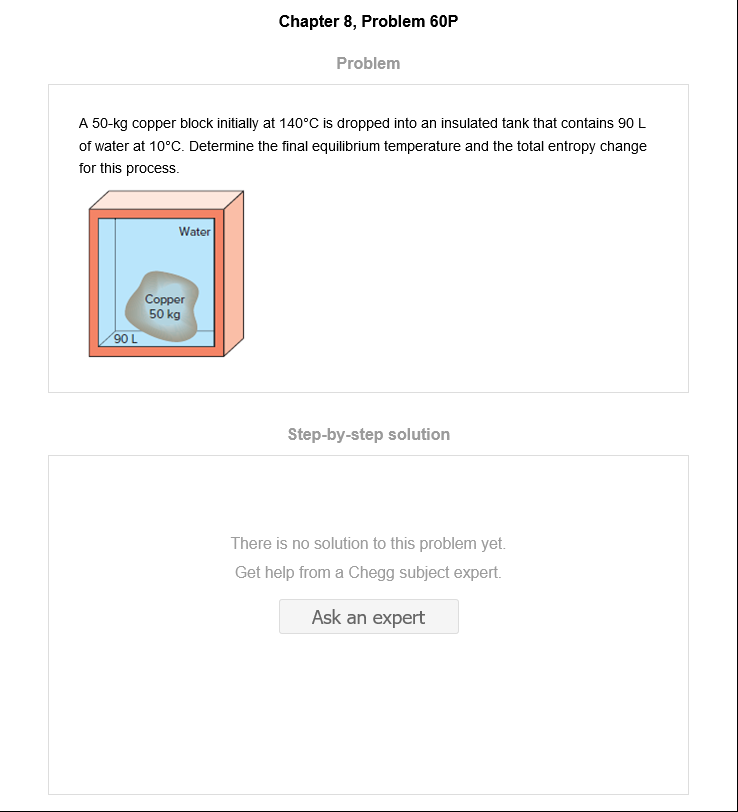 Chapter 8, Problem 60P
Problem
A 50-kg copper block initially at 140°C is dropped into an insulated tank that contains 90 L
of water at 10°C. Determine the final equilibrium temperature and the total entropy change
for this process.
Water
Copper
50 kg
90 L
Step-by-step solution
There is no solution to this problem yet.
Get help from a Chegg subject expert.
Ask an expert